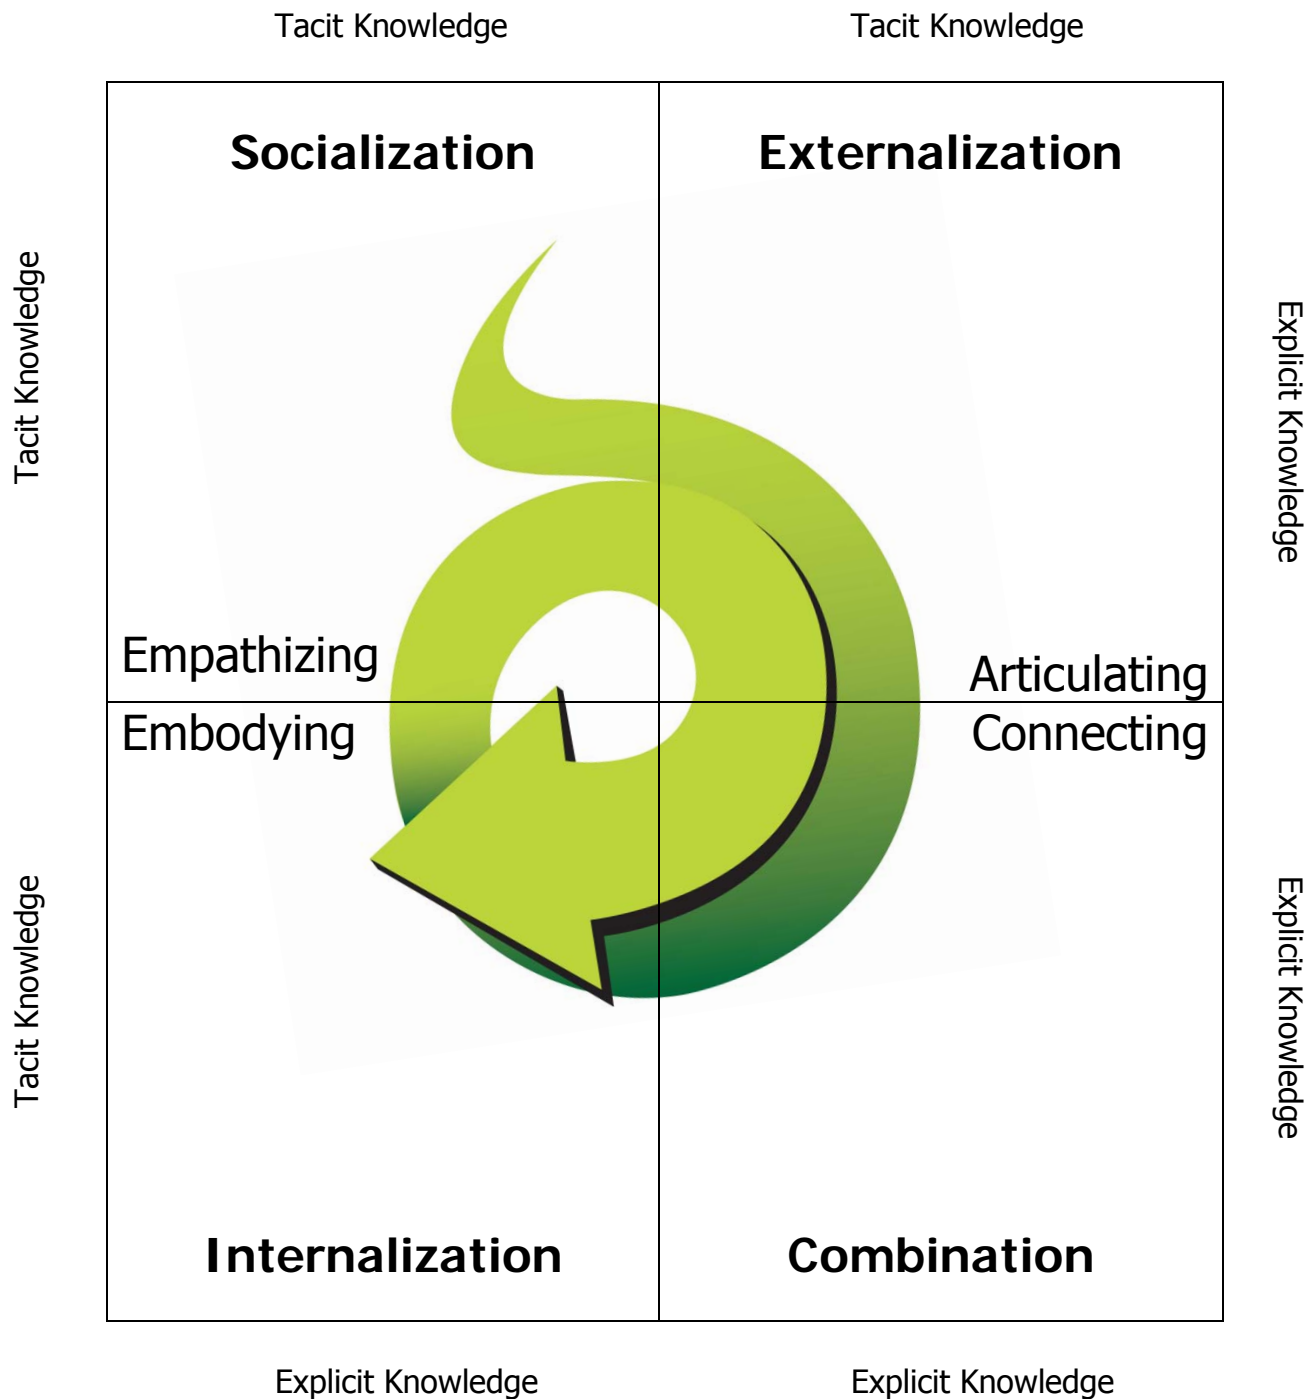 Tacit Knowledge
Tacit Knowledge
Socialization
Externalization
Tacit Knowledge
Explicit Knowledge
Empathizing
Articulating
Embodying
Connecting
Tacit Knowledge
Explicit Knowledge
Internalization
Combination
Explicit Knowledge
Explicit Knowledge